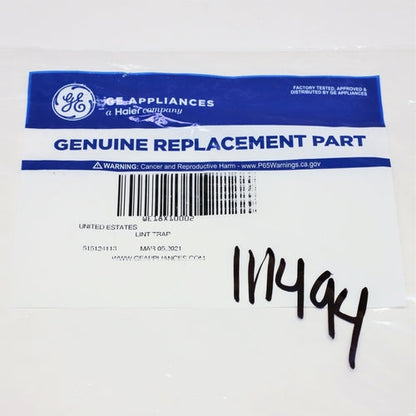 GE
GE APPLIANCES
a Haier company
FACTORY TESTED, APPROVED &
DISTRIBUTED BY GE APPLIANCES
GENUINE REPLACEMENT PART
⚠ WARNING: Cancer and Reproductive Harm - www.P65Warnings.ca.gov
WE18X10002
UNITED ESTATES
LINT TRAP
515124113 MAR 05,2021
WWW.GEAPPLIANCES.COM